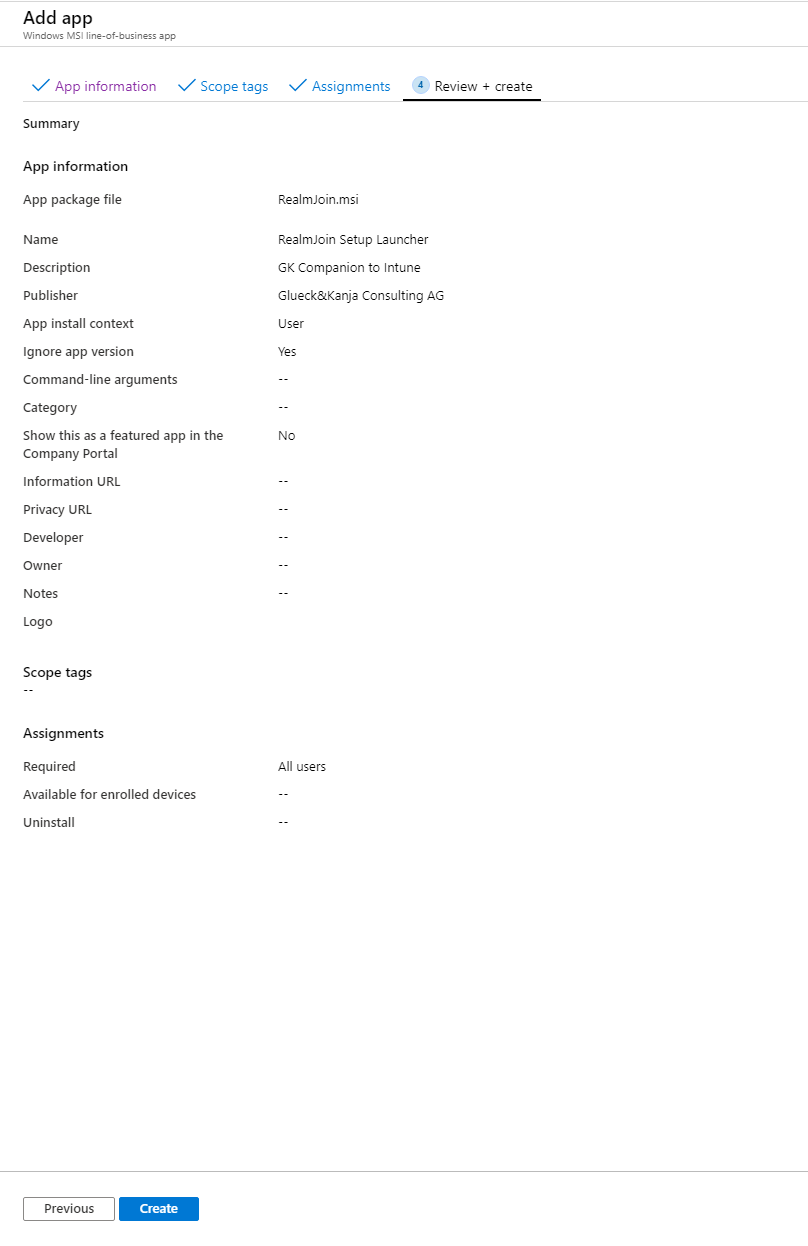 Add app
Windows MSI line-of-business app
App information
Scope tags
Assignments
4 Review + create
Summary
App information
App package file RealmJoin.msi
Name RealmJoin Setup Launcher
Description GK Companion to Intune
Publisher Glueck&Kanja Consulting AG
App install context User
Ignore app version Yes
Command-line arguments --
Category --
Show this as a featured app in the No
Company Portal
Information URL --
Privacy URL --
Developer --
Owner --
Notes --
Logo
Scope tags
--
Assignments
Required All users
Available for enrolled devices --
Uninstall --
Previous Create